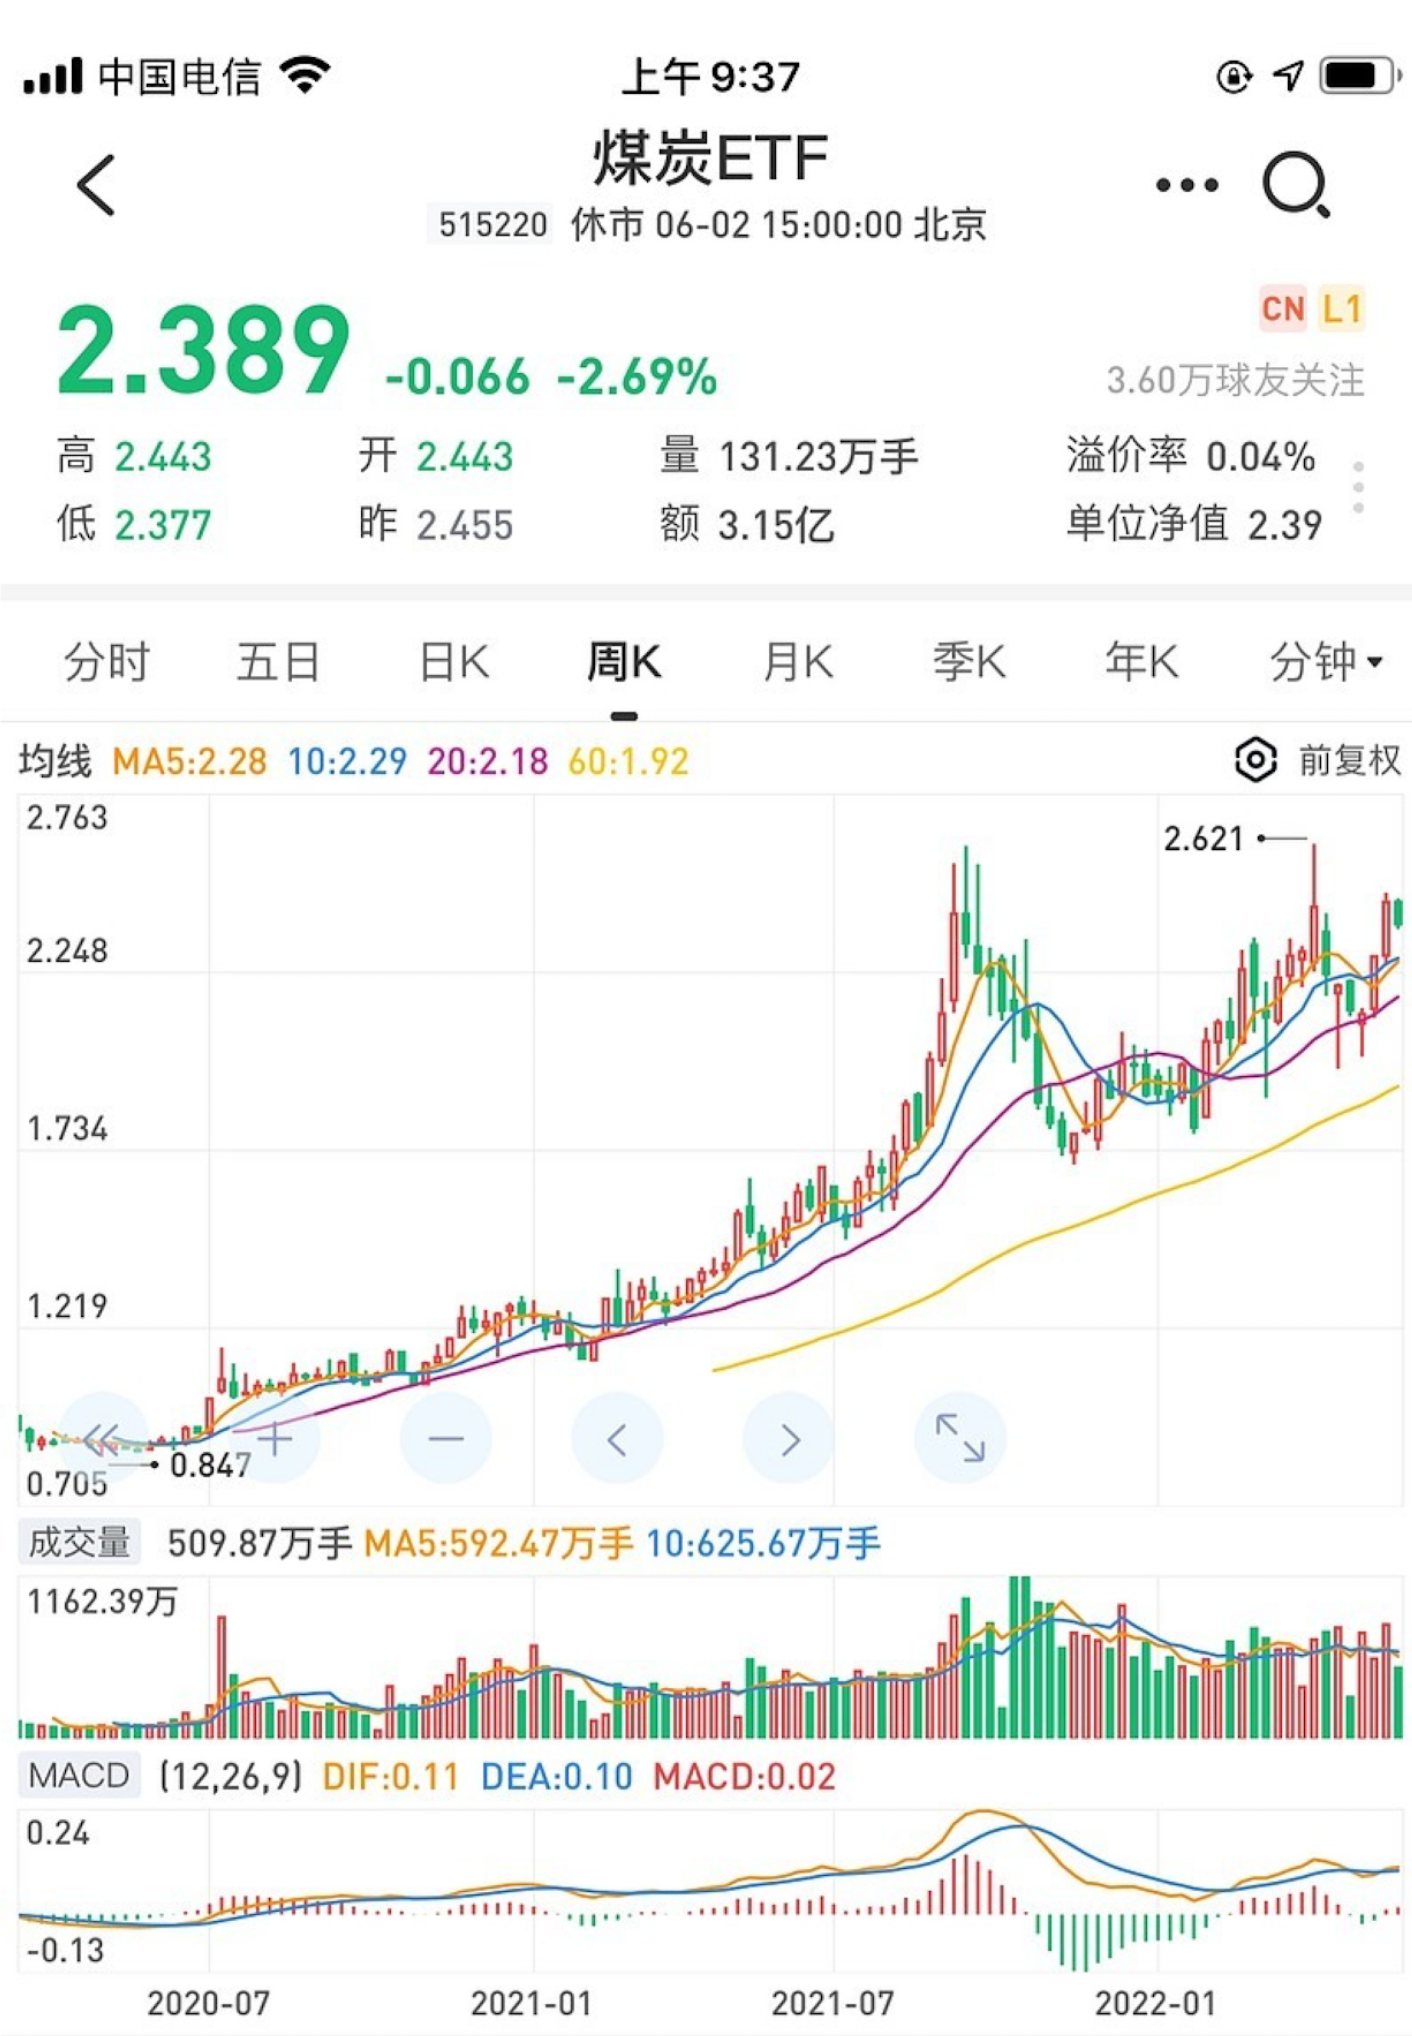 中国电信 上午9:37
煤炭ETF
515220 休市 06-02 15:00:00 北京
2.389 -0.066 -2.69%
CN L1
3.60万球友关注
高 2.443 开 2.443 量 131.23万手 溢价率 0.04%
低 2.377 昨 2.455 额 3.15亿 单位净值 2.39
分时 五日 日K 周K 月K 季K 年K 分钟
均线 MA5:2.28 10:2.29 20:2.18 60:1.92 前复权
2.763
2.621
2.248
1.734
1.219
0.847
0.705
成交量 509.87万手 MA5:592.47万手 10:625.67万手
1162.39万
MACD (12,26,9) DIF:0.11 DEA:0.10 MACD:0.02
0.24
-0.13
2020-07 2021-01 2021-07 2022-01